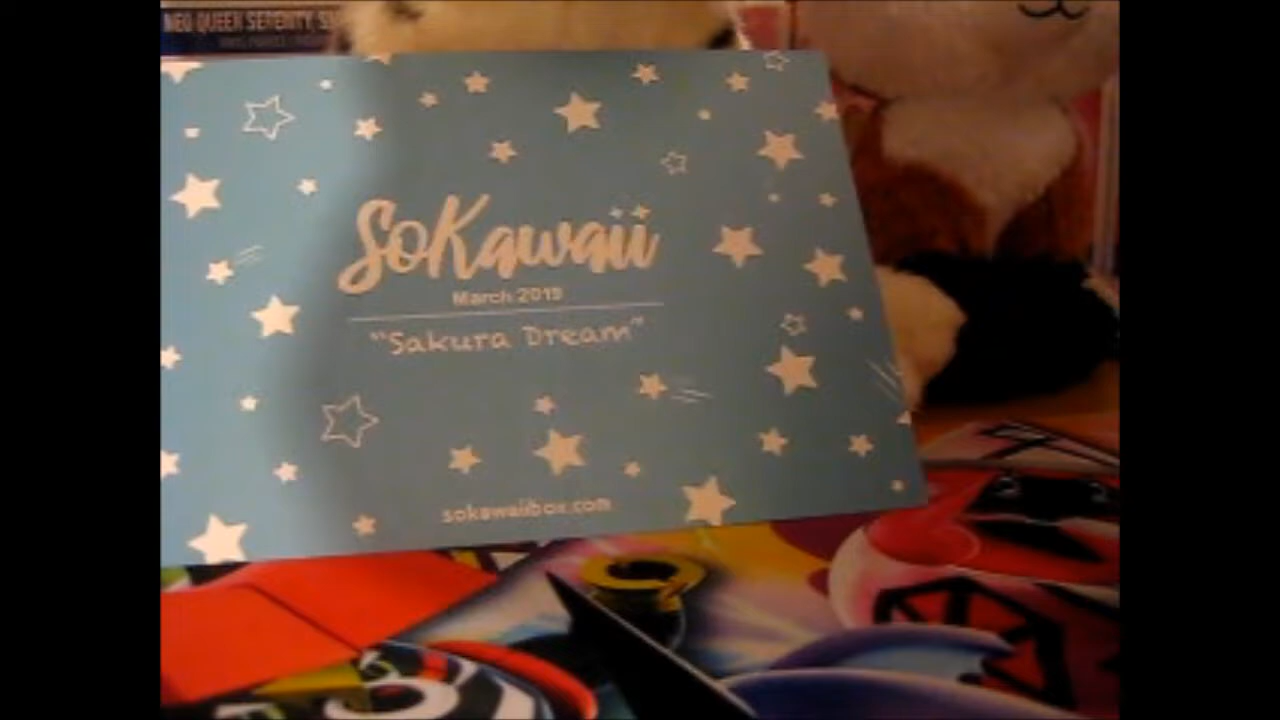 NEO QUEEN SERENITY
SoKawaii
March 2019
"Sakura Dream"
sokawaiibox.com